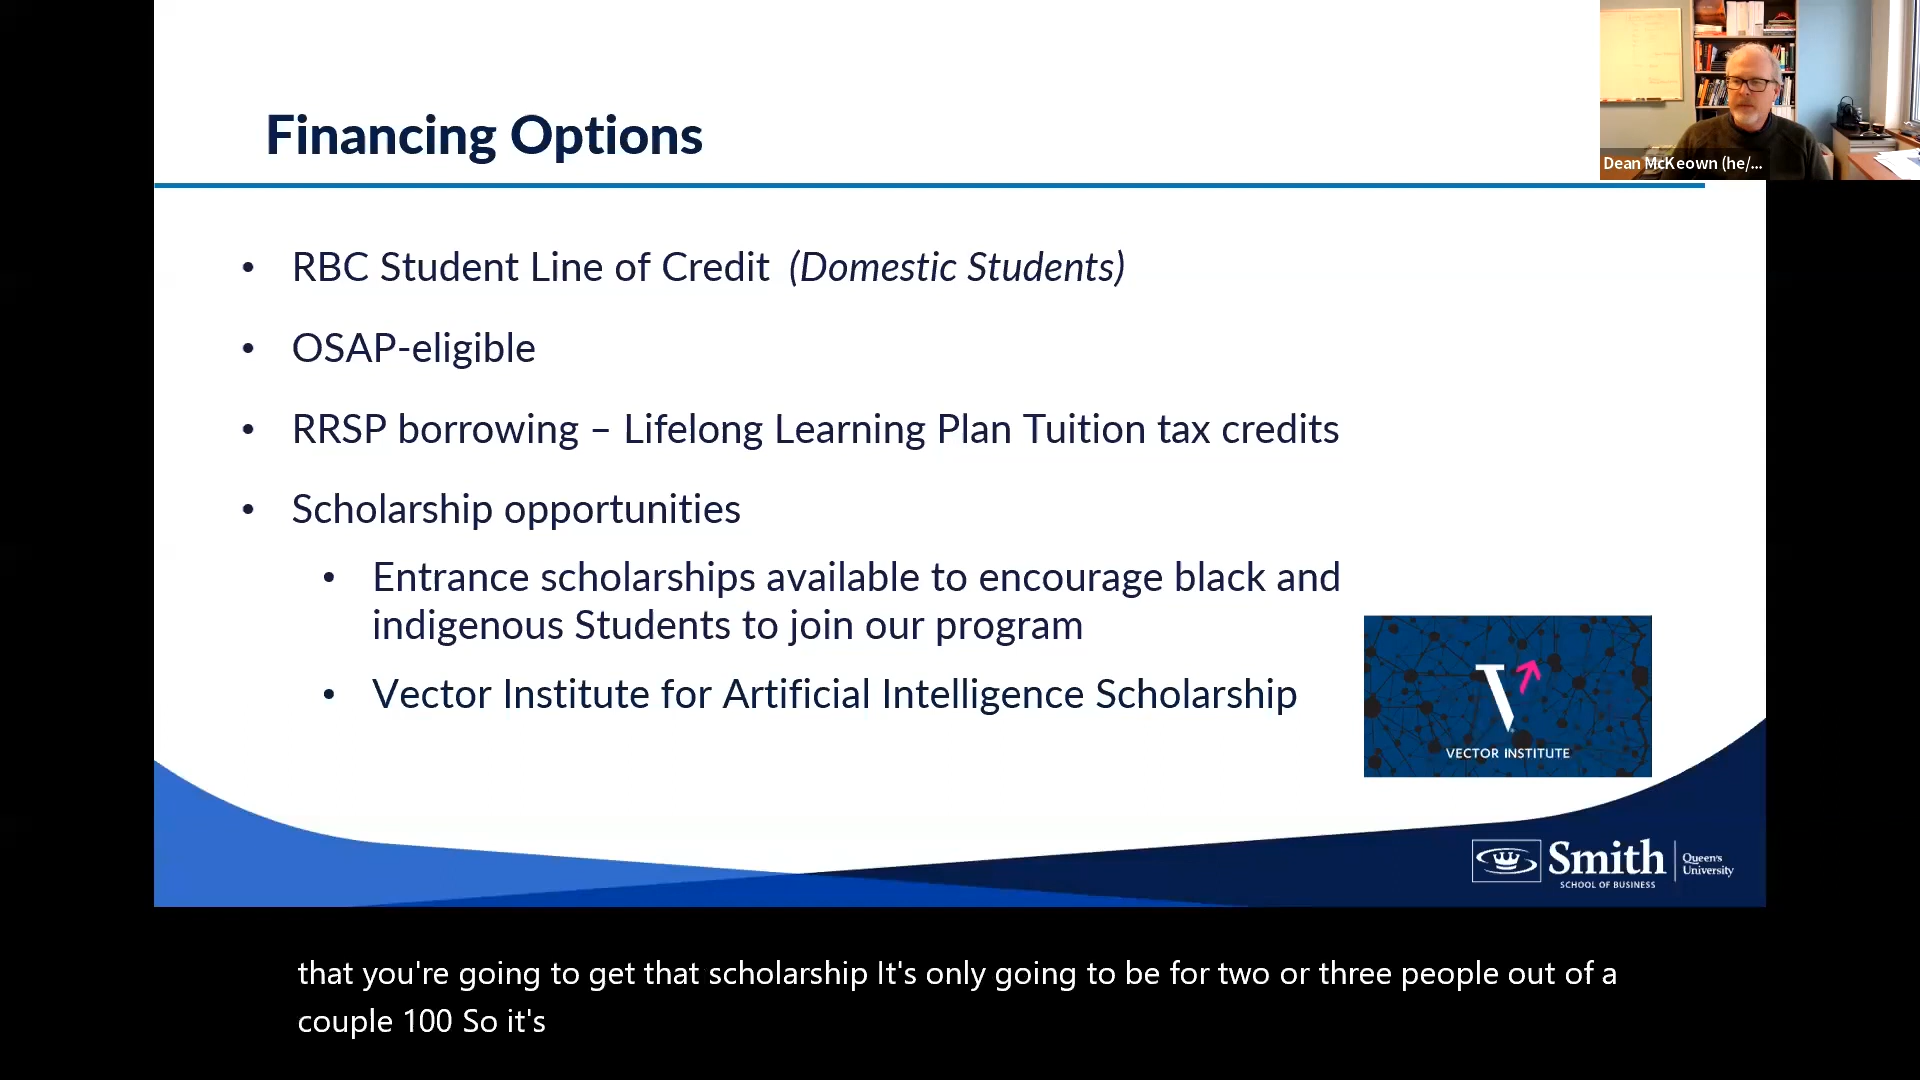 Financing Options
Dean McKeown (he/...
• RBC Student Line of Credit (Domestic Students)
• OSAP-eligible
• RRSP borrowing – Lifelong Learning Plan Tuition tax credits
• Scholarship opportunities
• Entrance scholarships available to encourage black and
indigenous Students to join our program
• Vector Institute for Artificial Intelligence Scholarship
V
VECTOR INSTITUTE
Smith
SCHOOL OF BUSINESS
Queen's
University
that you're going to get that scholarship It's only going to be for two or three people out of a
couple 100 So it's